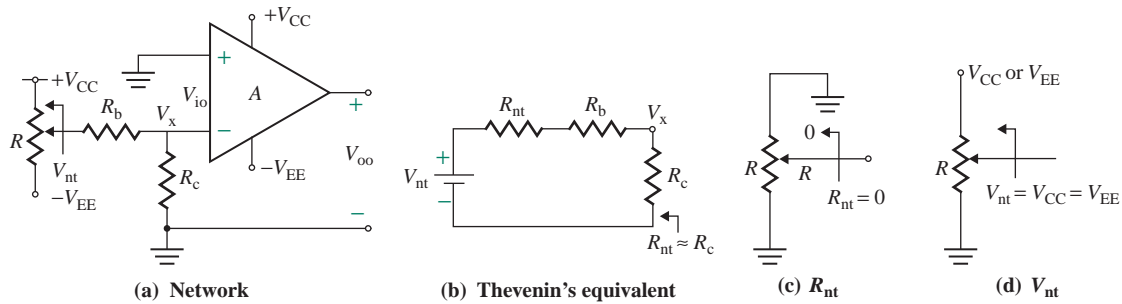 +V_CC
+V_CC
+
A
V_io
R_b
V_x
R
V_nt
−
+
V_oo
−V_EE
R_c
−V_EE
−
(a) Network
R_nt
R_b
V_x
+
V_nt
−
R_c
R_nt ≈ R_c
(b) Thevenin's equivalent
0
R
R
R_nt = 0
(c) R_nt
V_CC or V_EE
R
V_nt = V_CC = V_EE
(d) V_nt